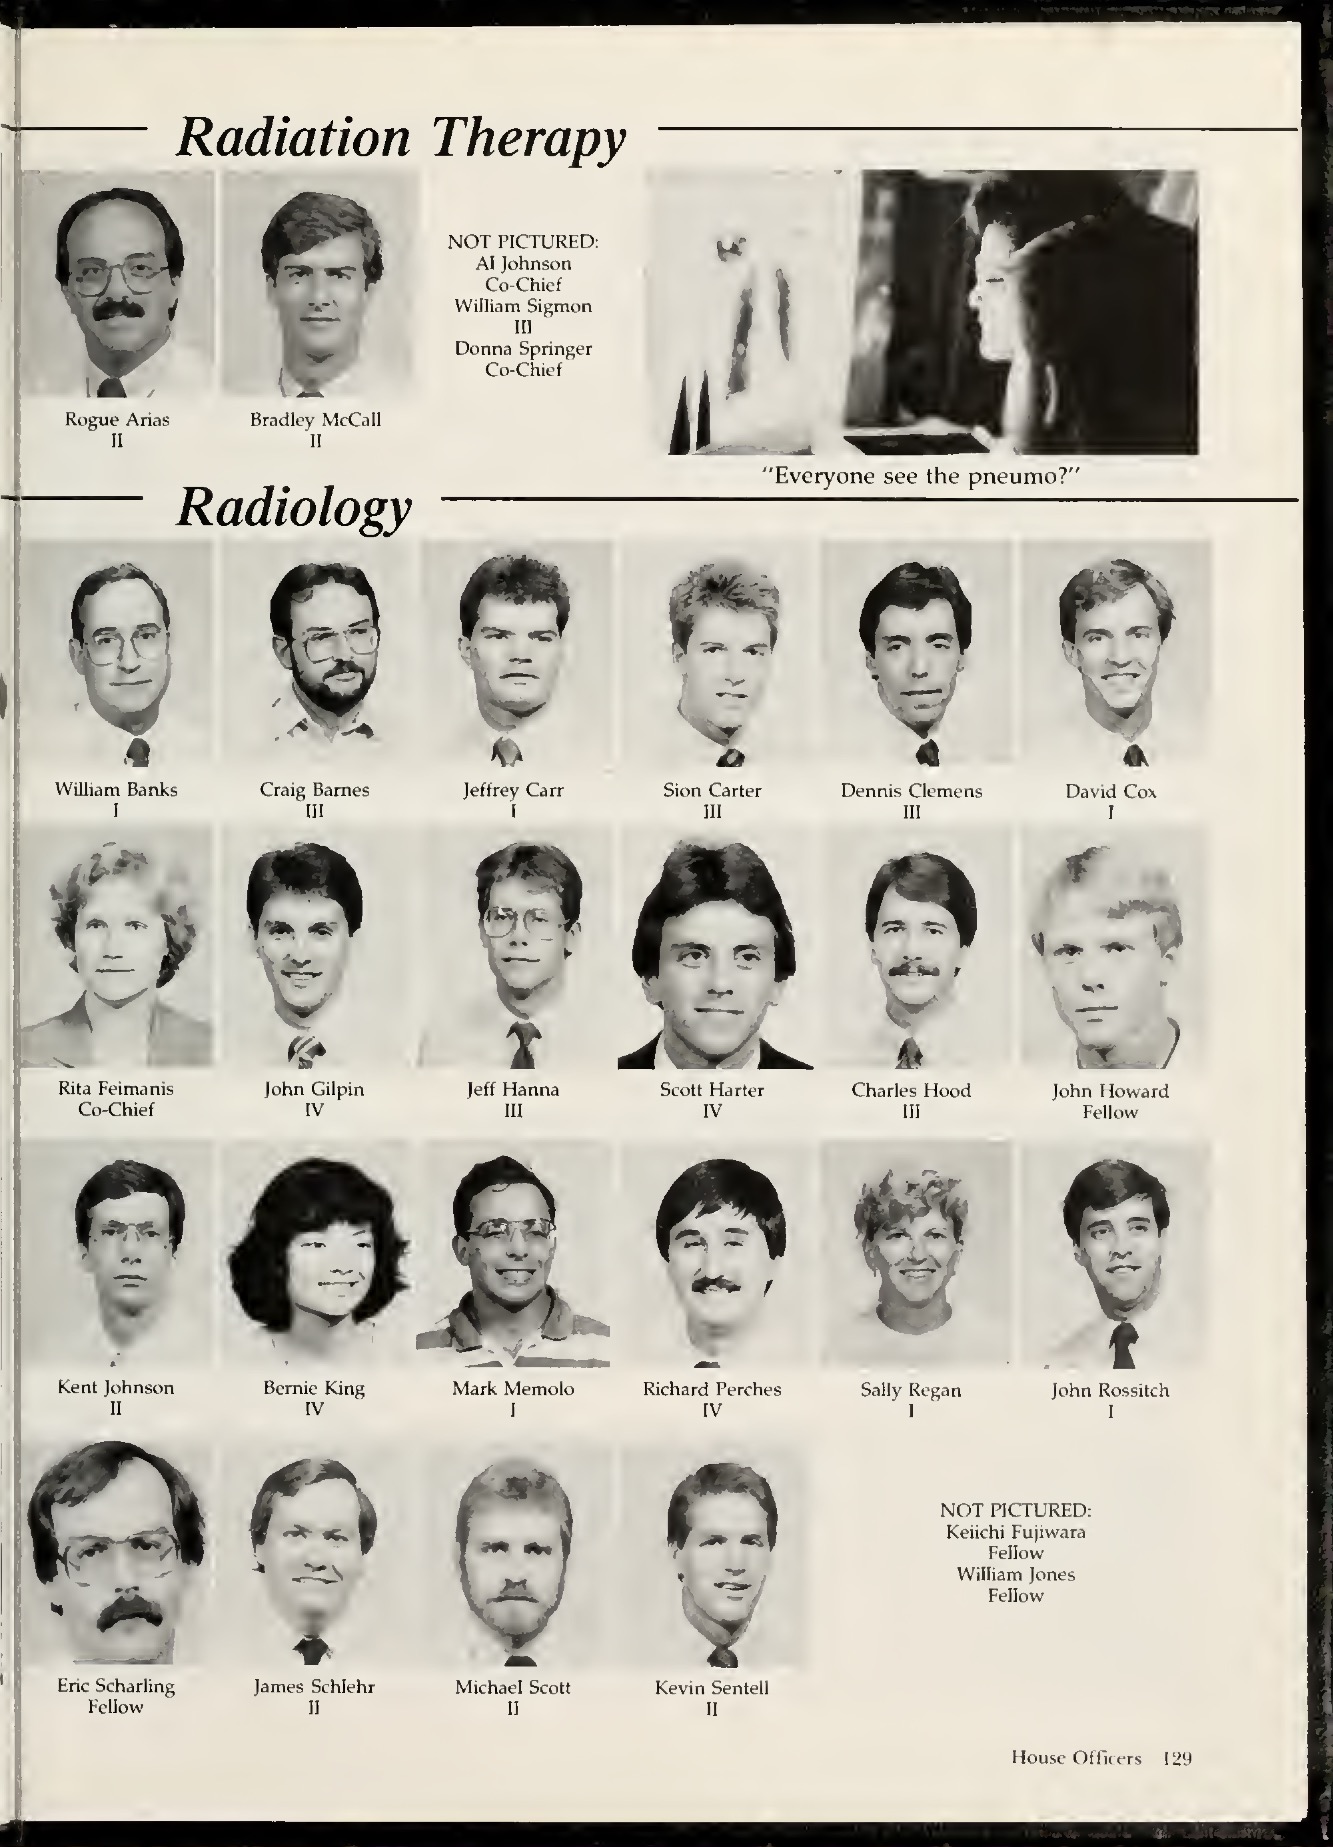 Radiation Therapy
NOT PICTURED:
Al Johnson
Co-Chief
William Sigmon
III
Donna Springer
Co-Chief
Rogue Arias
II
Bradley McCall
II
"Everyone see the pneumo?"
Radiology
William Banks
I
Craig Barnes
III
Jeffrey Carr
I
Sion Carter
III
Dennis Clemens
III
David Cox
I
Rita Feimanis
Co-Chief
John Gilpin
IV
Jeff Hanna
III
Scott Harter
IV
Charles Hood
III
John Howard
Fellow
Kent Johnson
II
Bernie King
IV
Mark Memolo
I
Richard Perches
IV
Sally Regan
I
John Rossitch
I
Eric Scharling
Fellow
James Schlehr
II
Michael Scott
II
Kevin Sentell
II
NOT PICTURED:
Keiichi Fujiwara
Fellow
William Jones
Fellow
House Officers 129